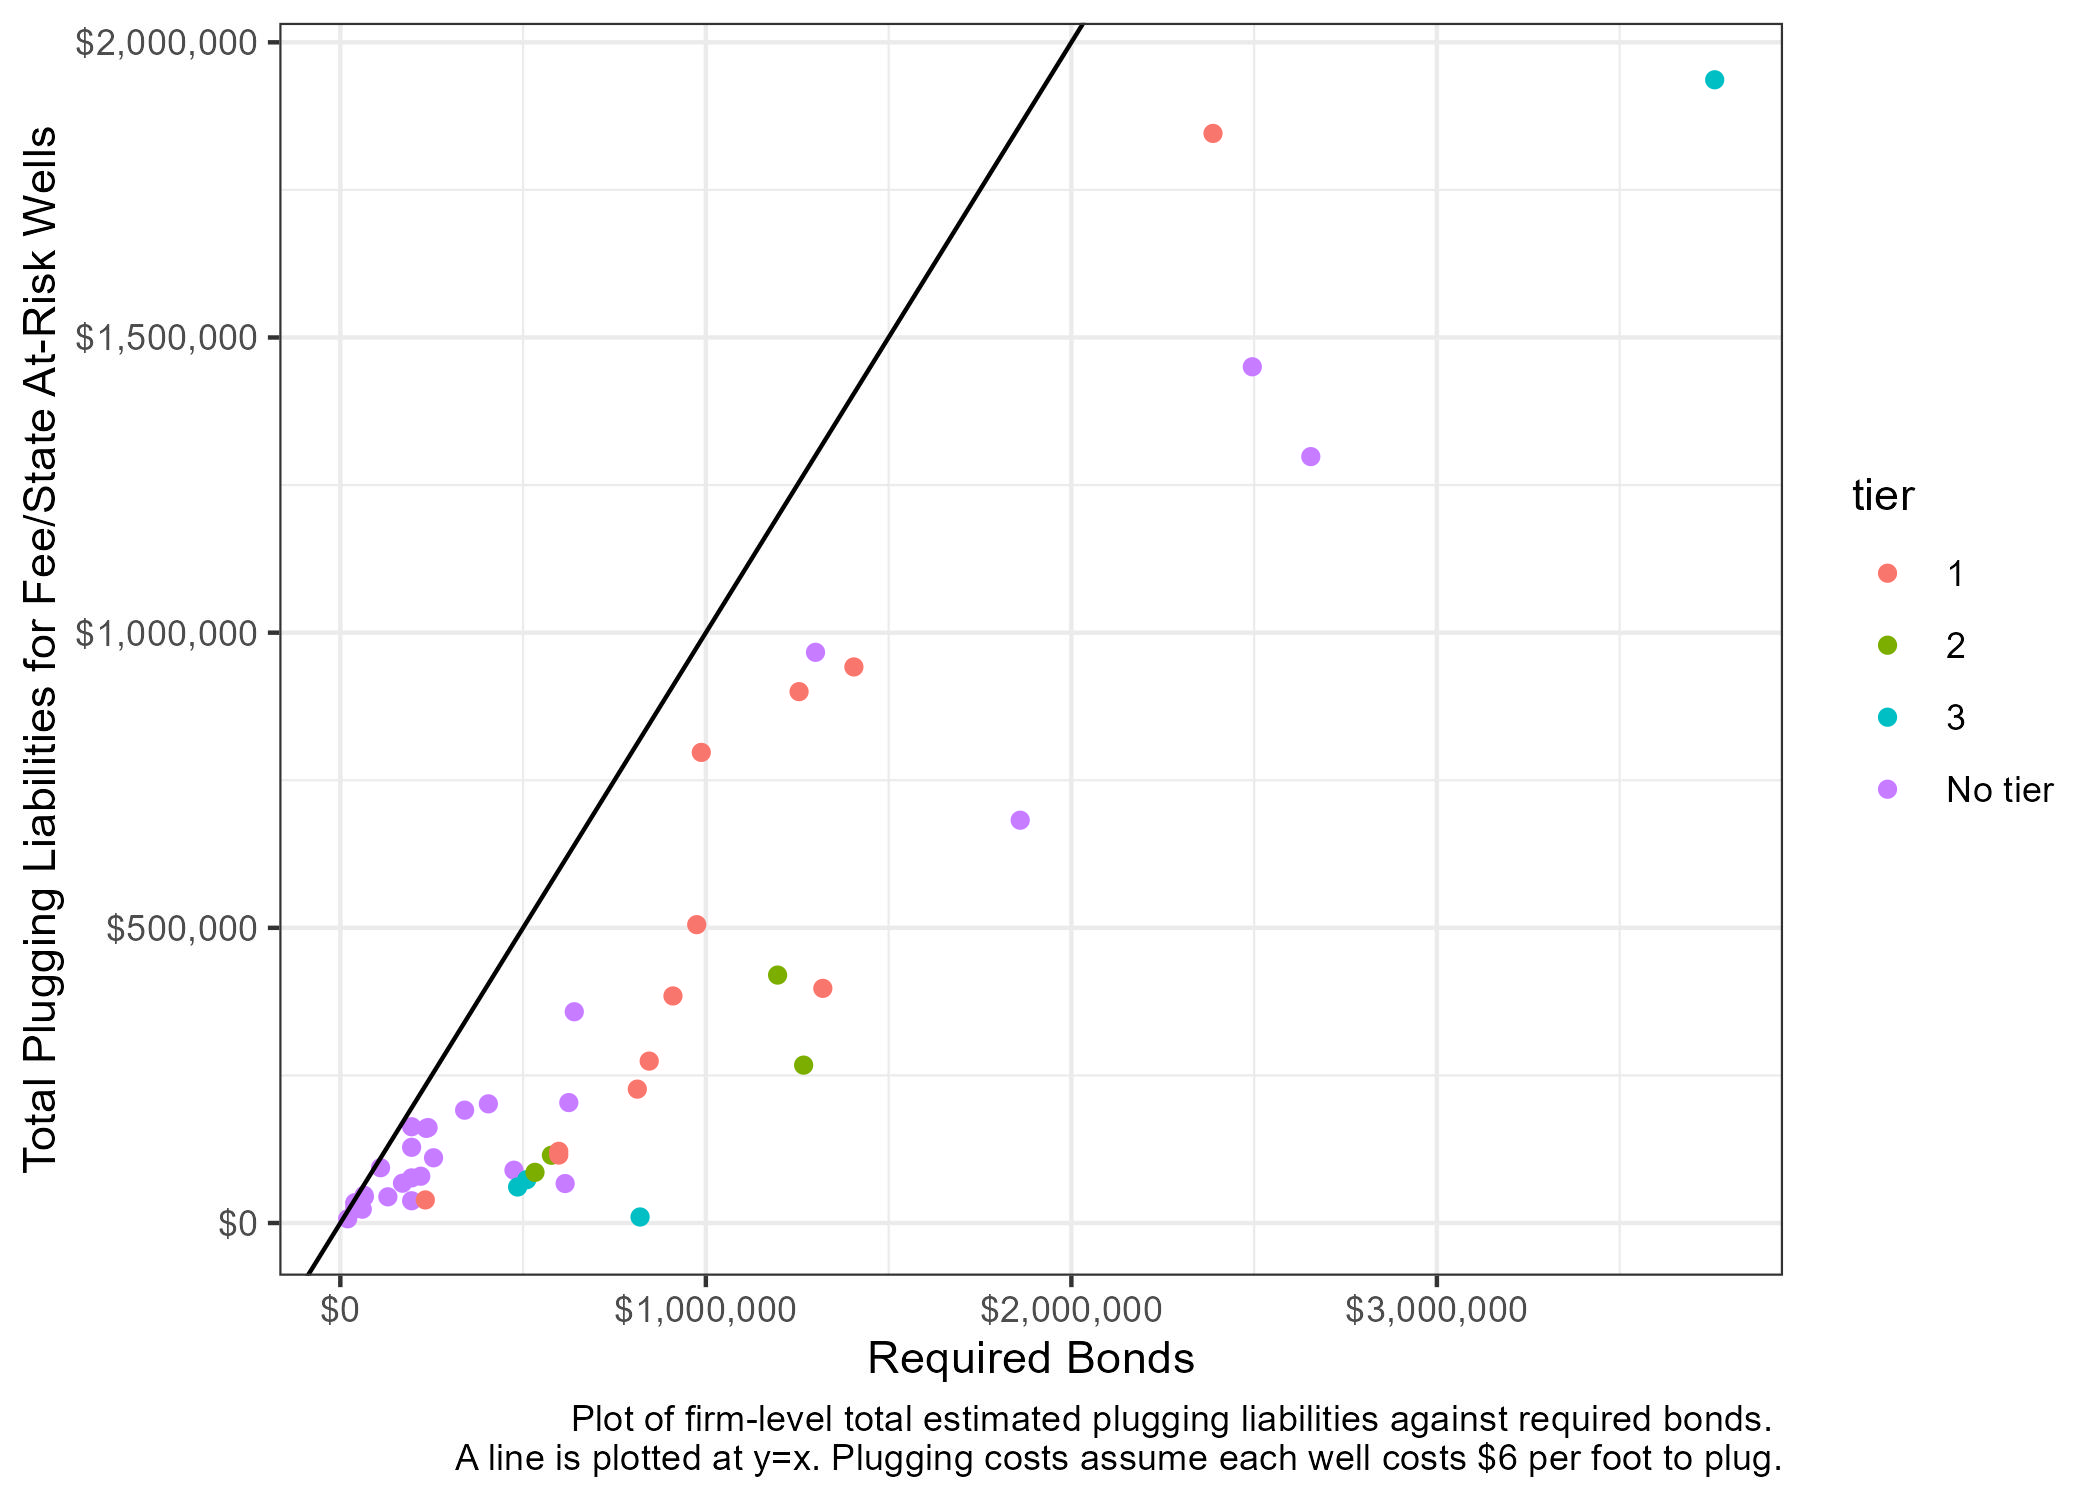 Total Plugging Liabilities for Fee/State At-Risk Wells
$2,000,000
$1,500,000
$1,000,000
$500,000
$0
$0
$1,000,000
$2,000,000
$3,000,000
Required Bonds
tier
1
2
3
No tier
Plot of firm-level total estimated plugging liabilities against required bonds.
A line is plotted at y=x. Plugging costs assume each well costs $6 per foot to plug.